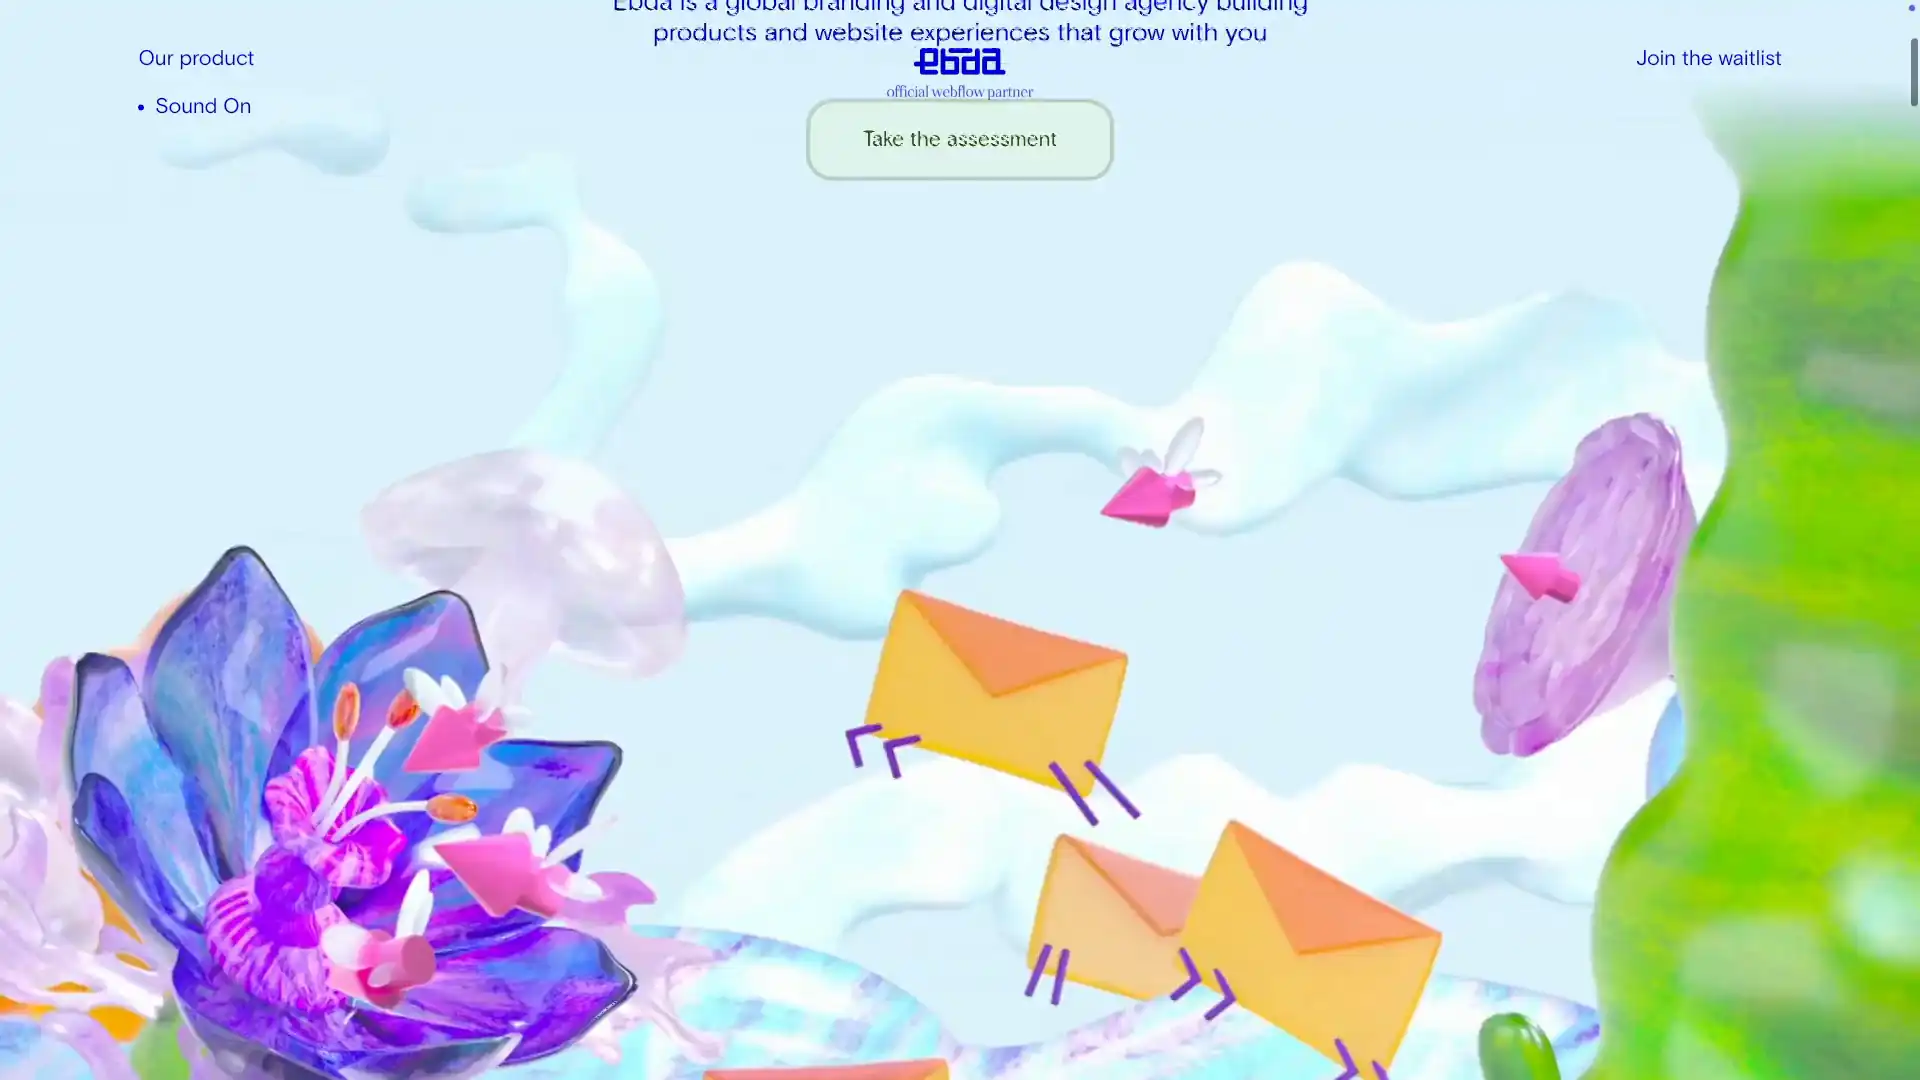 Ebda is a global branding and digital design agency building
products and website experiences that grow with you
Our product
ebda
Join the waitlist
official webflow partner
Sound On
Take the assessment